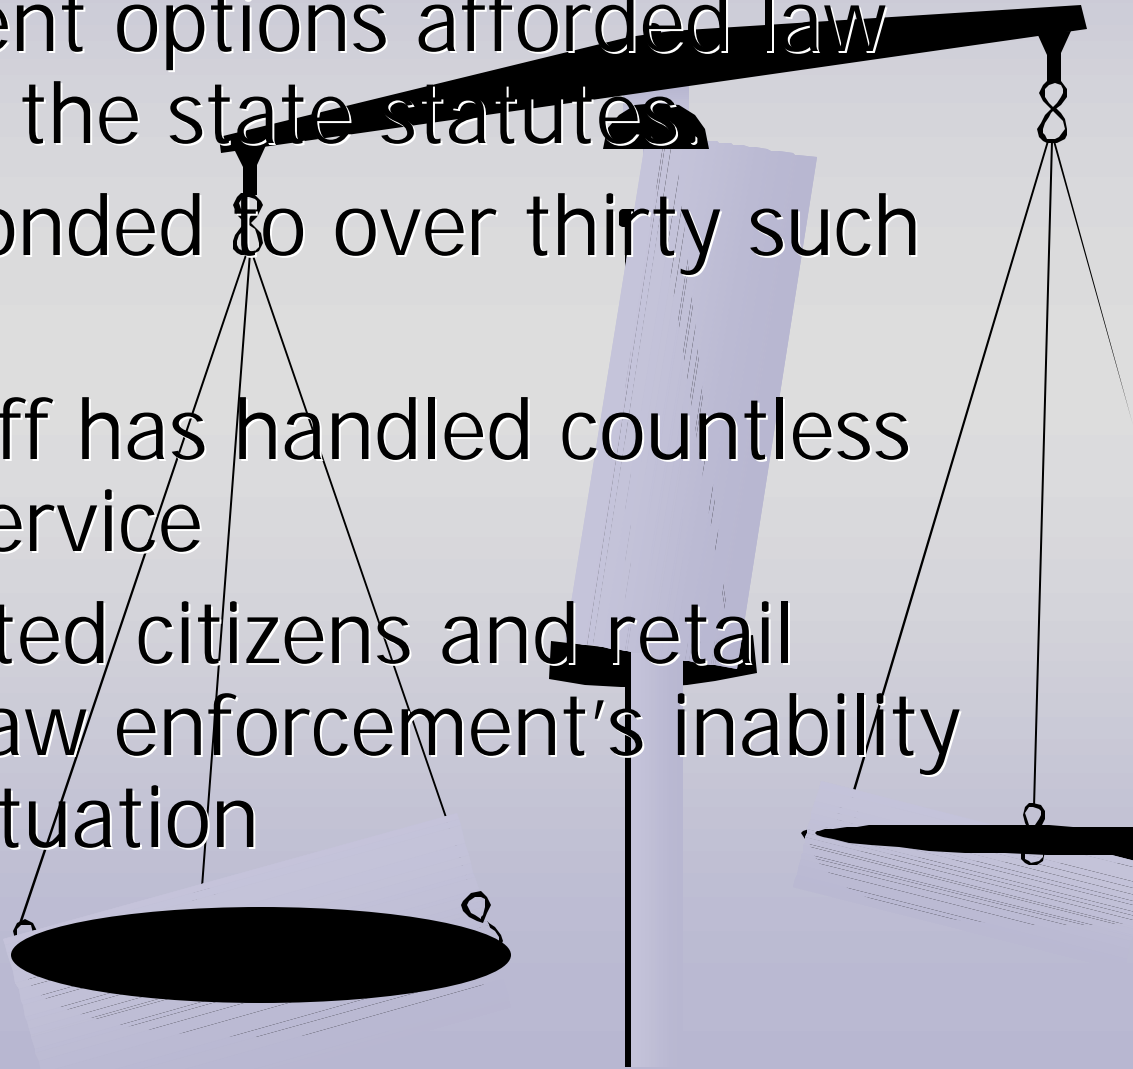 ent options afforded law
the state statutes.
onded to over thirty such
ff has handled countless
ervice
ted citizens and retail
aw enforcement's inability
tuation